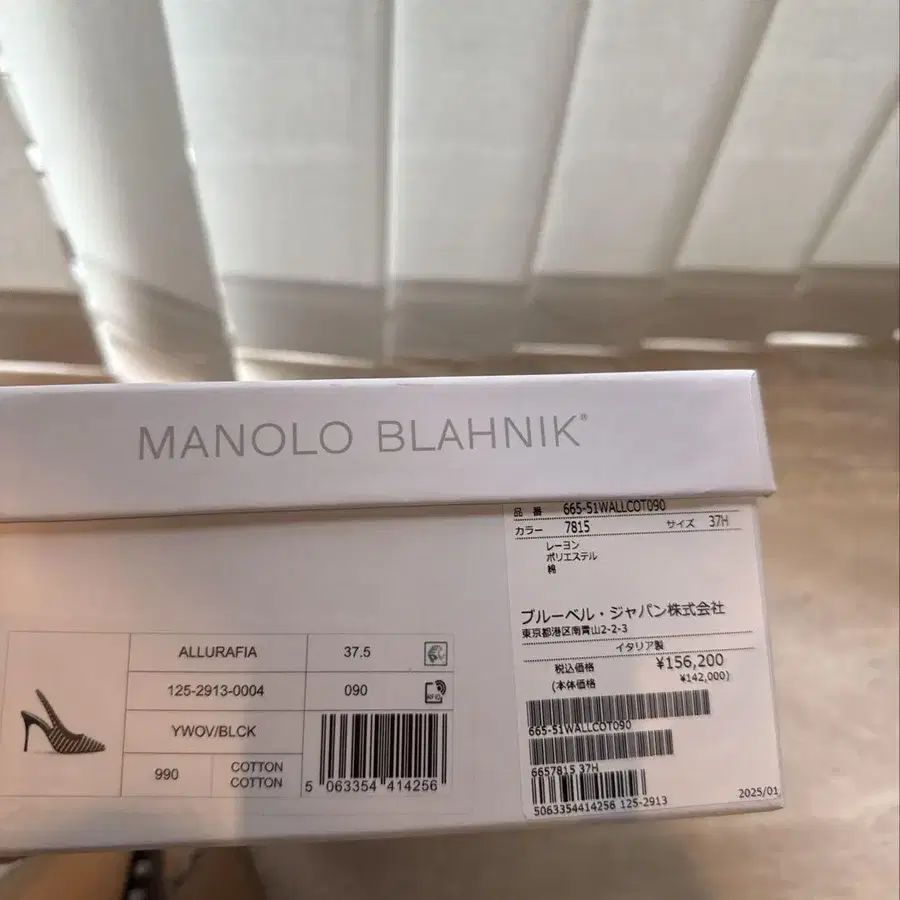 MANOLO BLAHNIK®
ALLURAFIA 37.5
125-2913-0004 090
RFID
YWOV/BLCK
990 COTTON
COTTON
5 063354 414256
品番 665-51WALLCOT090
カラー 7815 サイズ 37H
レーヨン
ポリエステル
綿
ブルーベル・ジャパン株式会社
東京都港区南青山2-2-3
イタリア製
税込価格 ¥156,200
(本体価格 ¥142,000)
665-51WALLCOT090
6657815 37H
5063354414256 125-2913
2025/01